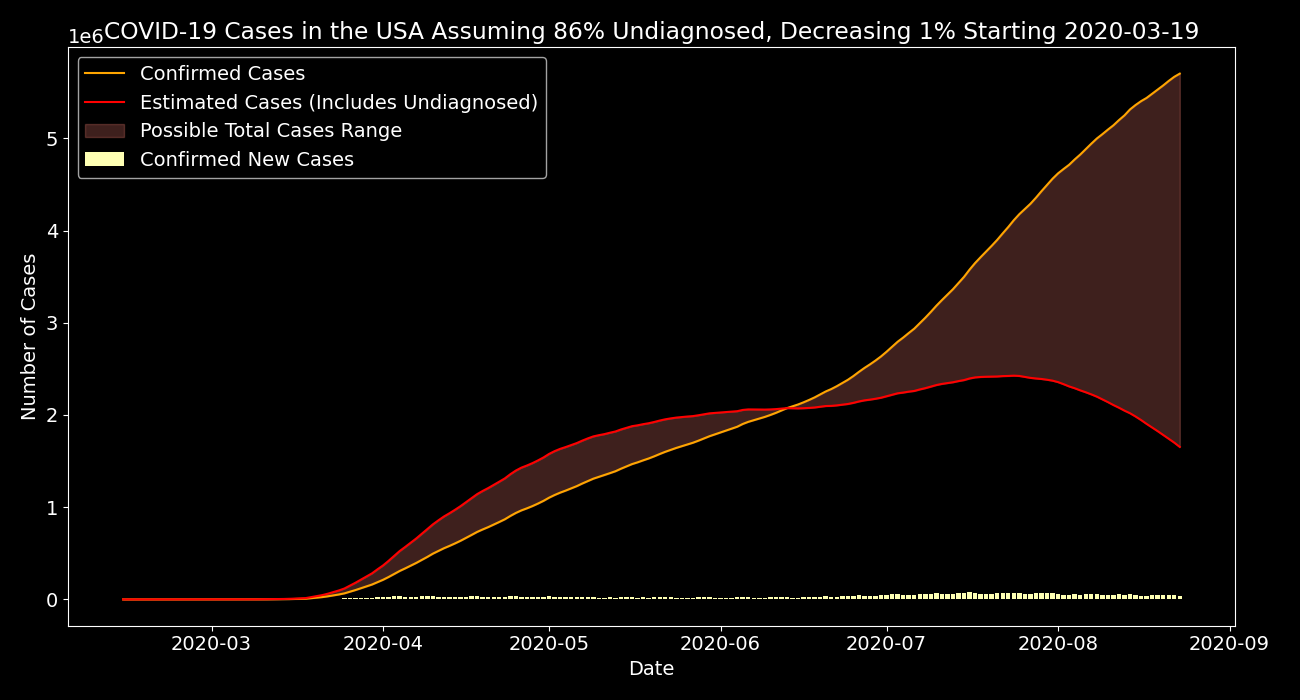 COVID-19 Cases in the USA Assuming 86% Undiagnosed, Decreasing 1% Starting 2020-03-19
1e6
Confirmed Cases
Estimated Cases (Includes Undiagnosed)
Possible Total Cases Range
Confirmed New Cases
5
4
3
2
1
0
Number of Cases
2020-03 2020-04 2020-05 2020-06 2020-07 2020-08 2020-09
Date